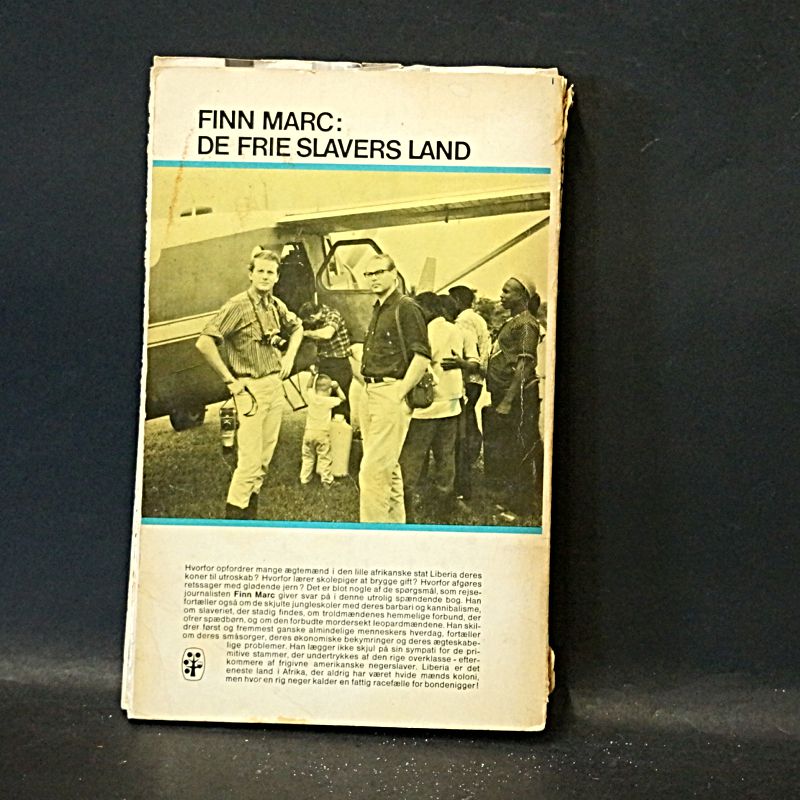 FINN MARC:
DE FRIE SLAVERS LAND
Hvorfor opfordrer mange ægtemænd i den lille afrikanske stat Liberia deres
koner til utroskab? Hvorfor lærer skolepiger at brygge gift? Hvorfor afgøres
retssager med glødende jern? Det er blot nogle af de spørgsmål, som rejse-
journalisten Finn Marc giver svar på i denne utrolig spændende bog. Han
fortæller også om de skjulte jungleskoler med deres barbari og kannibalisme,
om slaveriet, der stadig findes, om troldmændenes hemmelige forbund, der
ofrer spædbørn, og om den forbudte mordersekt leopardmændene. Han skil-
drer først og fremmest ganske almindelige menneskers hverdag, fortæller
om deres småsorger, deres økonomiske bekymringer og deres ægteskabe-
lige problemer. Han lægger ikke skjul på sin sympati for de pri-
mitive stammer, der undertrykkes af den rige overklasse - efter-
kommere af frigivne amerikanske negerslaver. Liberia er det
eneste land i Afrika, der aldrig har været hvide mænds koloni,
men hvor en rig neger kalder en fattig racefælle for bondenigger!